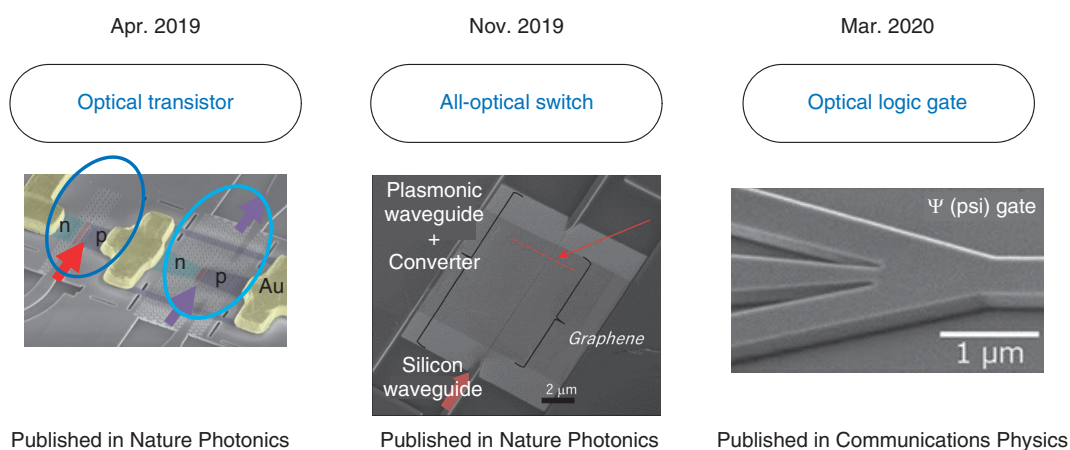 Apr. 2019
Nov. 2019
Mar. 2020
Optical transistor
All-optical switch
Optical logic gate
n
p
n
p
Au
Plasmonic
waveguide
+
Converter
Graphene
Silicon
waveguide
2 μm
Ψ (psi) gate
1 μm
Published in Nature Photonics
Published in Nature Photonics
Published in Communications Physics